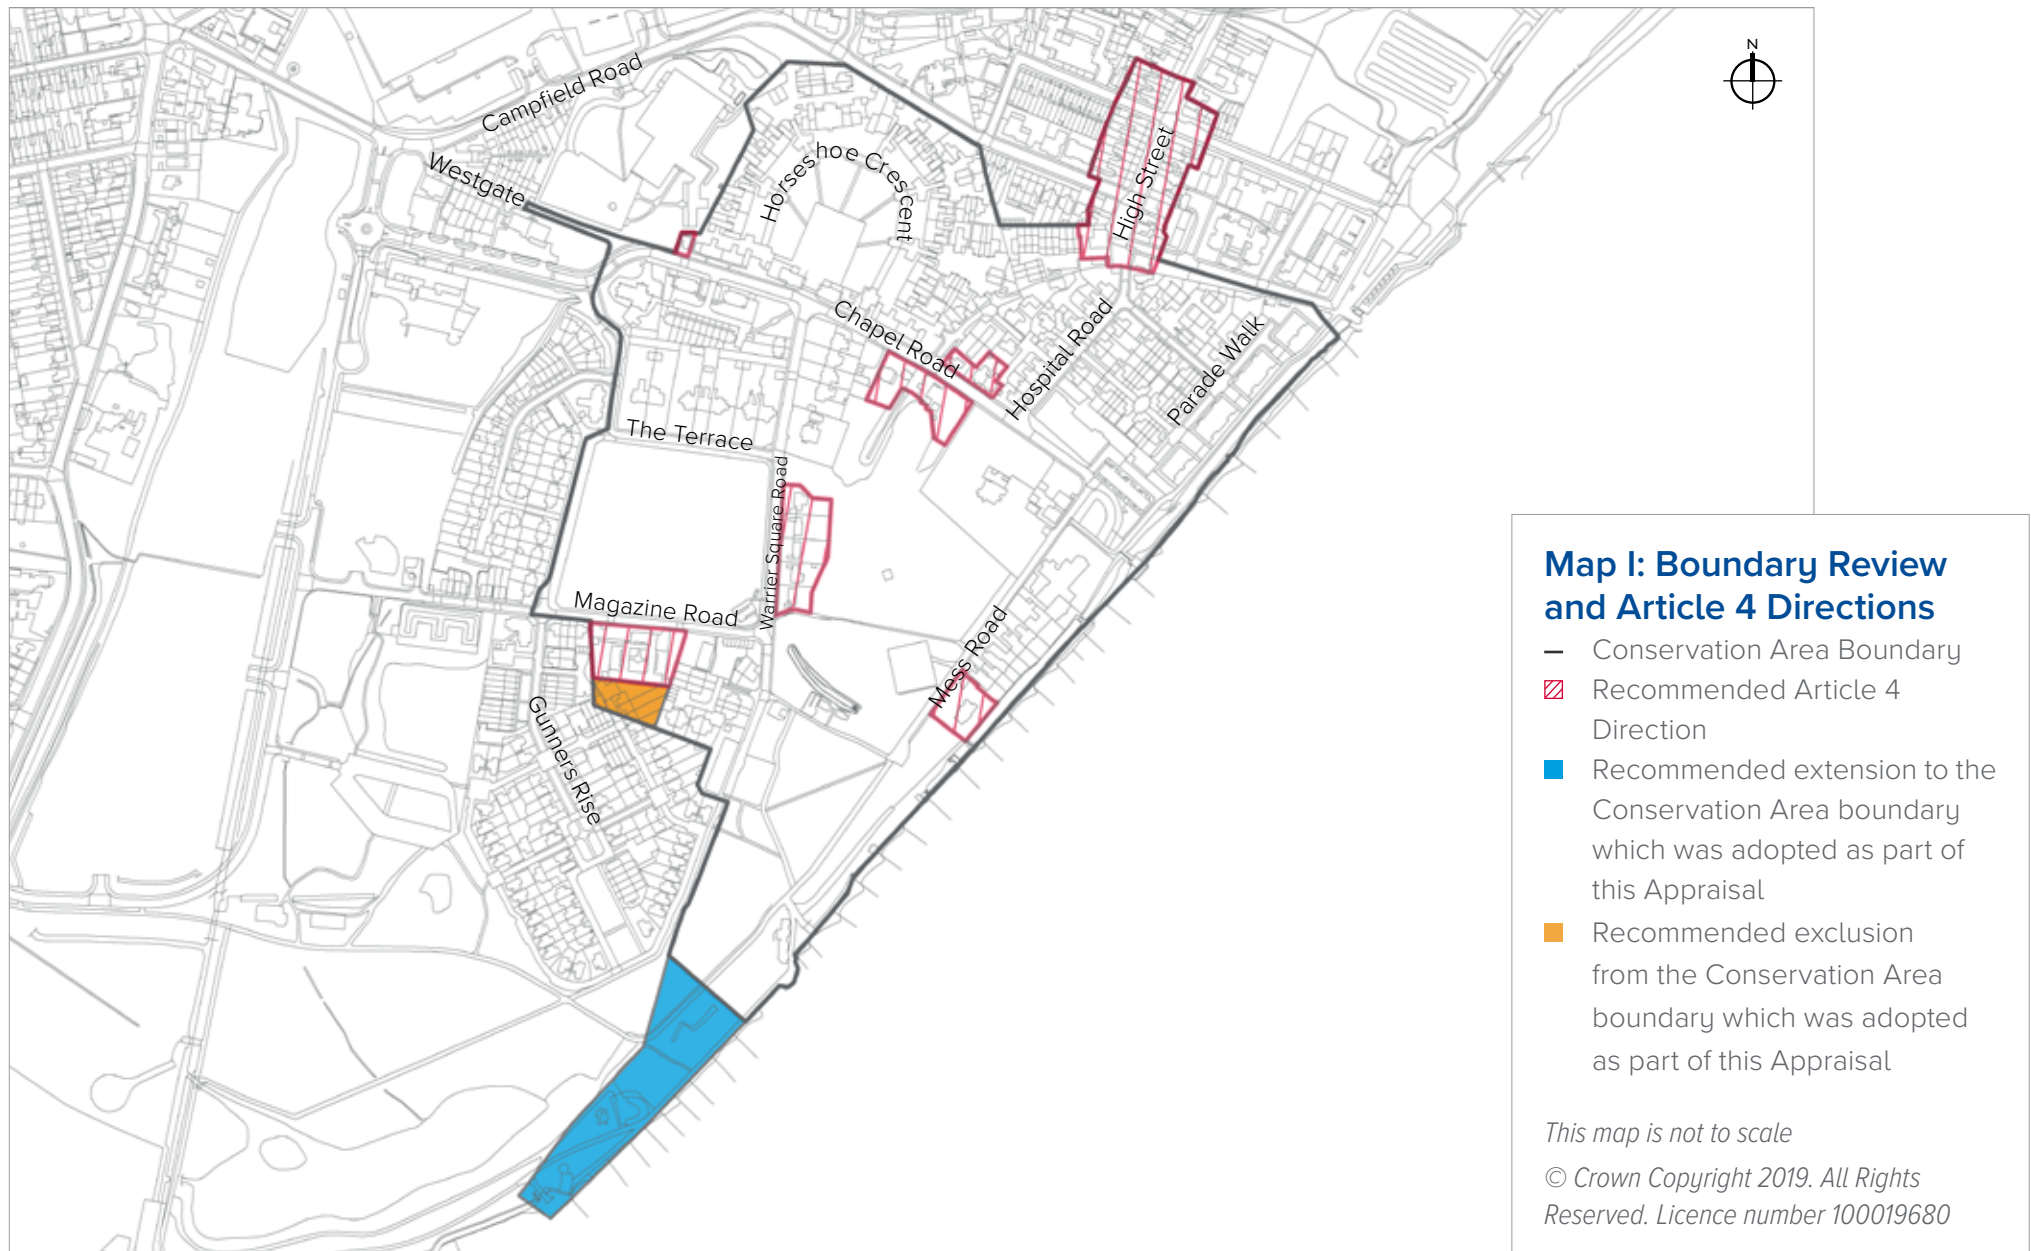 N
Campfield Road
Westgate
Horseshoe Crescent
High Street
Chapel Road
Hospital Road
Parade Walk
The Terrace
Warrier Square Road
Magazine Road
Mess Road
Gunners Rise
Map I: Boundary Review
and Article 4 Directions
Conservation Area Boundary
Recommended Article 4
Direction
Recommended extension to the
Conservation Area boundary
which was adopted as part of
this Appraisal
Recommended exclusion
from the Conservation Area
boundary which was adopted
as part of this Appraisal
This map is not to scale
© Crown Copyright 2019. All Rights
Reserved. Licence number 100019680